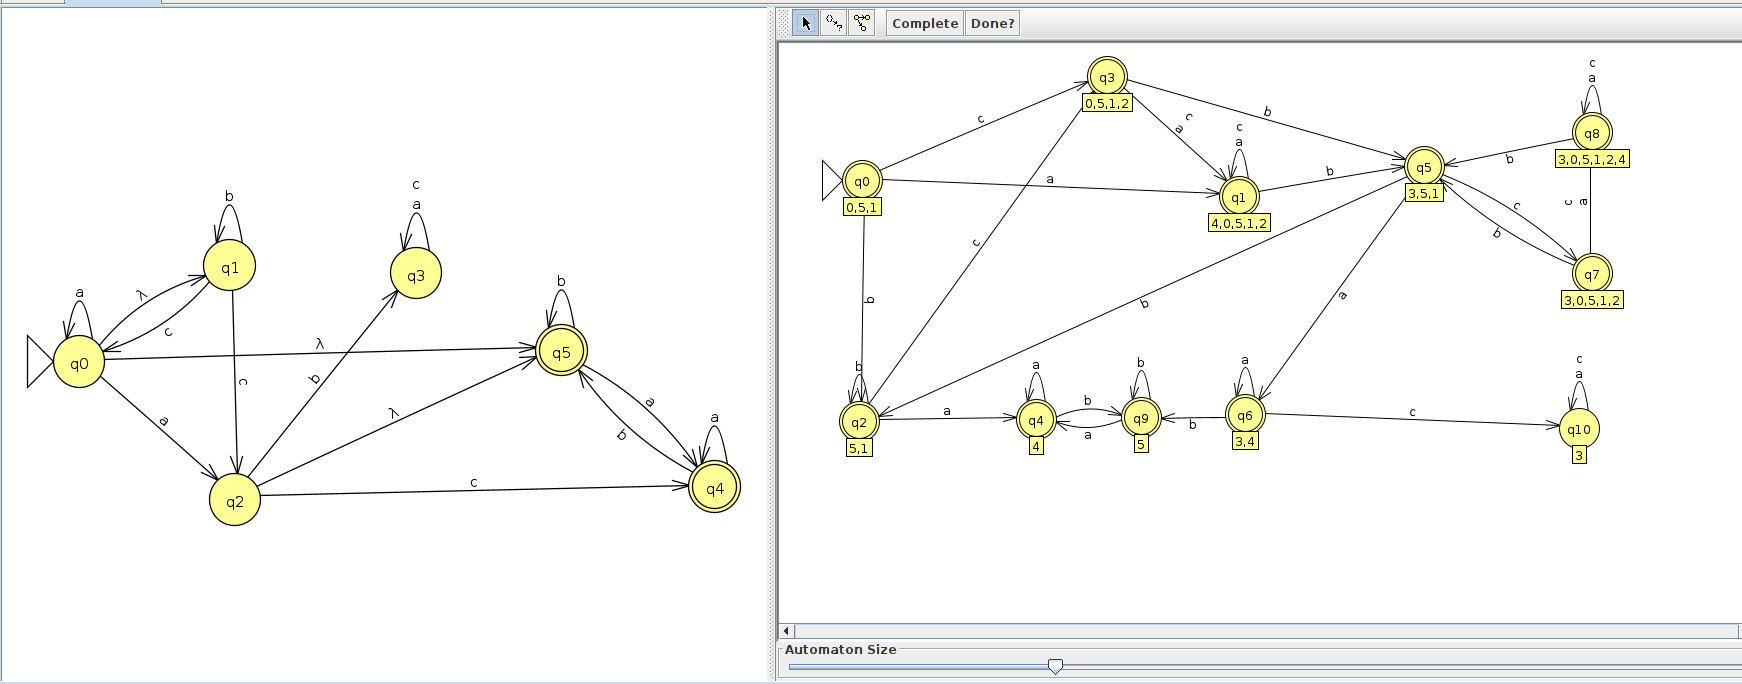 Complete Done?
c
q3
0,5,1,2
c
a
q8
3,0,5,1,2,4
c
b
c
a
c
a
b
b
q5
3,5,1
q0
0,5,1
a
q1
4,0,5,1,2
b
c
c
a
c
b
q7
3,0,5,1,2
b
b
a
b
q2
5,1
a
a
q4
4
b
a
b
q9
5
b
a
q6
3,4
c
c
a
q10
3
b
q1
c
a
q3
a
q0
λ
c
λ
c
b
a
b
q5
λ
a
b
a
q4
q2
c
Automaton Size